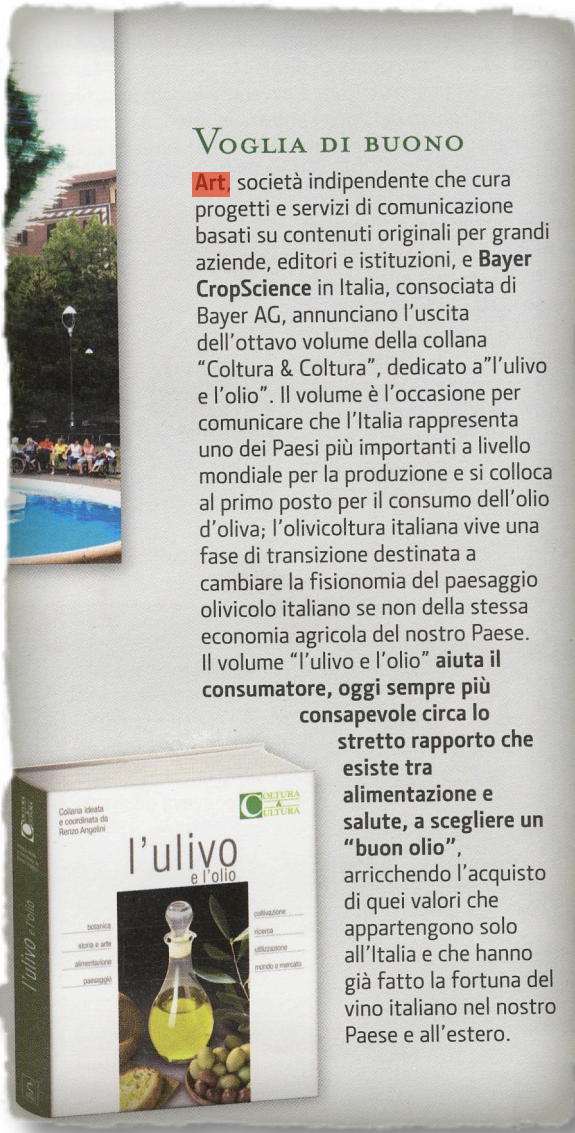 VOGLIA DI BUONO
Art, società indipendente che cura
progetti e servizi di comunicazione
basati su contenuti originali per grandi
aziende, editori e istituzioni, e Bayer
CropScience in Italia, consociata di
Bayer AG, annunciano l'uscita
dell'ottavo volume della collana
“Coltura & Coltura”, dedicato a”l'ulivo
e l'olio”. Il volume è l'occasione per
comunicare che l'Italia rappresenta
uno dei Paesi più importanti a livello
mondiale per la produzione e si colloca
al primo posto per il consumo dell'olio
d'oliva; l'olivicoltura italiana vive una
fase di transizione destinata a
cambiare la fisionomia del paesaggio
olivicolo italiano se non della stessa
economia agricola del nostro Paese.
Il volume “l'ulivo e l'olio” aiuta il
consumatore, oggi sempre più
consapevole circa lo
stretto rapporto che
esiste tra
alimentazione e
salute, a scegliere un
“buon olio”,
arricchendo l'acquisto
di quei valori che
appartengono solo
all'Italia e che hanno
già fatto la fortuna del
vino italiano nel nostro
Paese e all'estero.
Collana ideata
e coordinata da
Renzo Angelini
COLTURA
&
CULTURA
l'ulivo
e l'olio
botanica
storia e arte
alimentazione
paesaggio
coltivazione
ricerca
utilizzazione
mondo e mercato
l'ulivo e l'olio